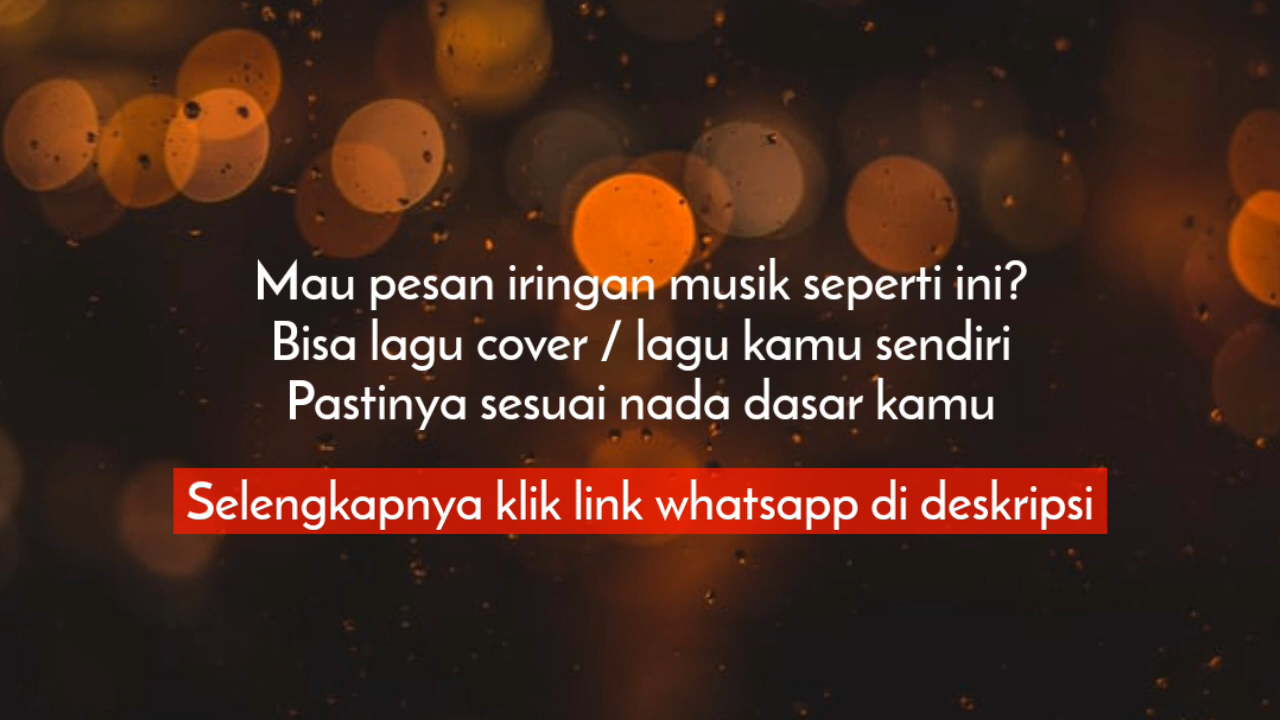 Mau pesan iringan musik seperti ini?
Bisa lagu cover / lagu kamu sendiri
Pastinya sesuai nada dasar kamu
Selengkapnya klik link whatsapp di deskripsi